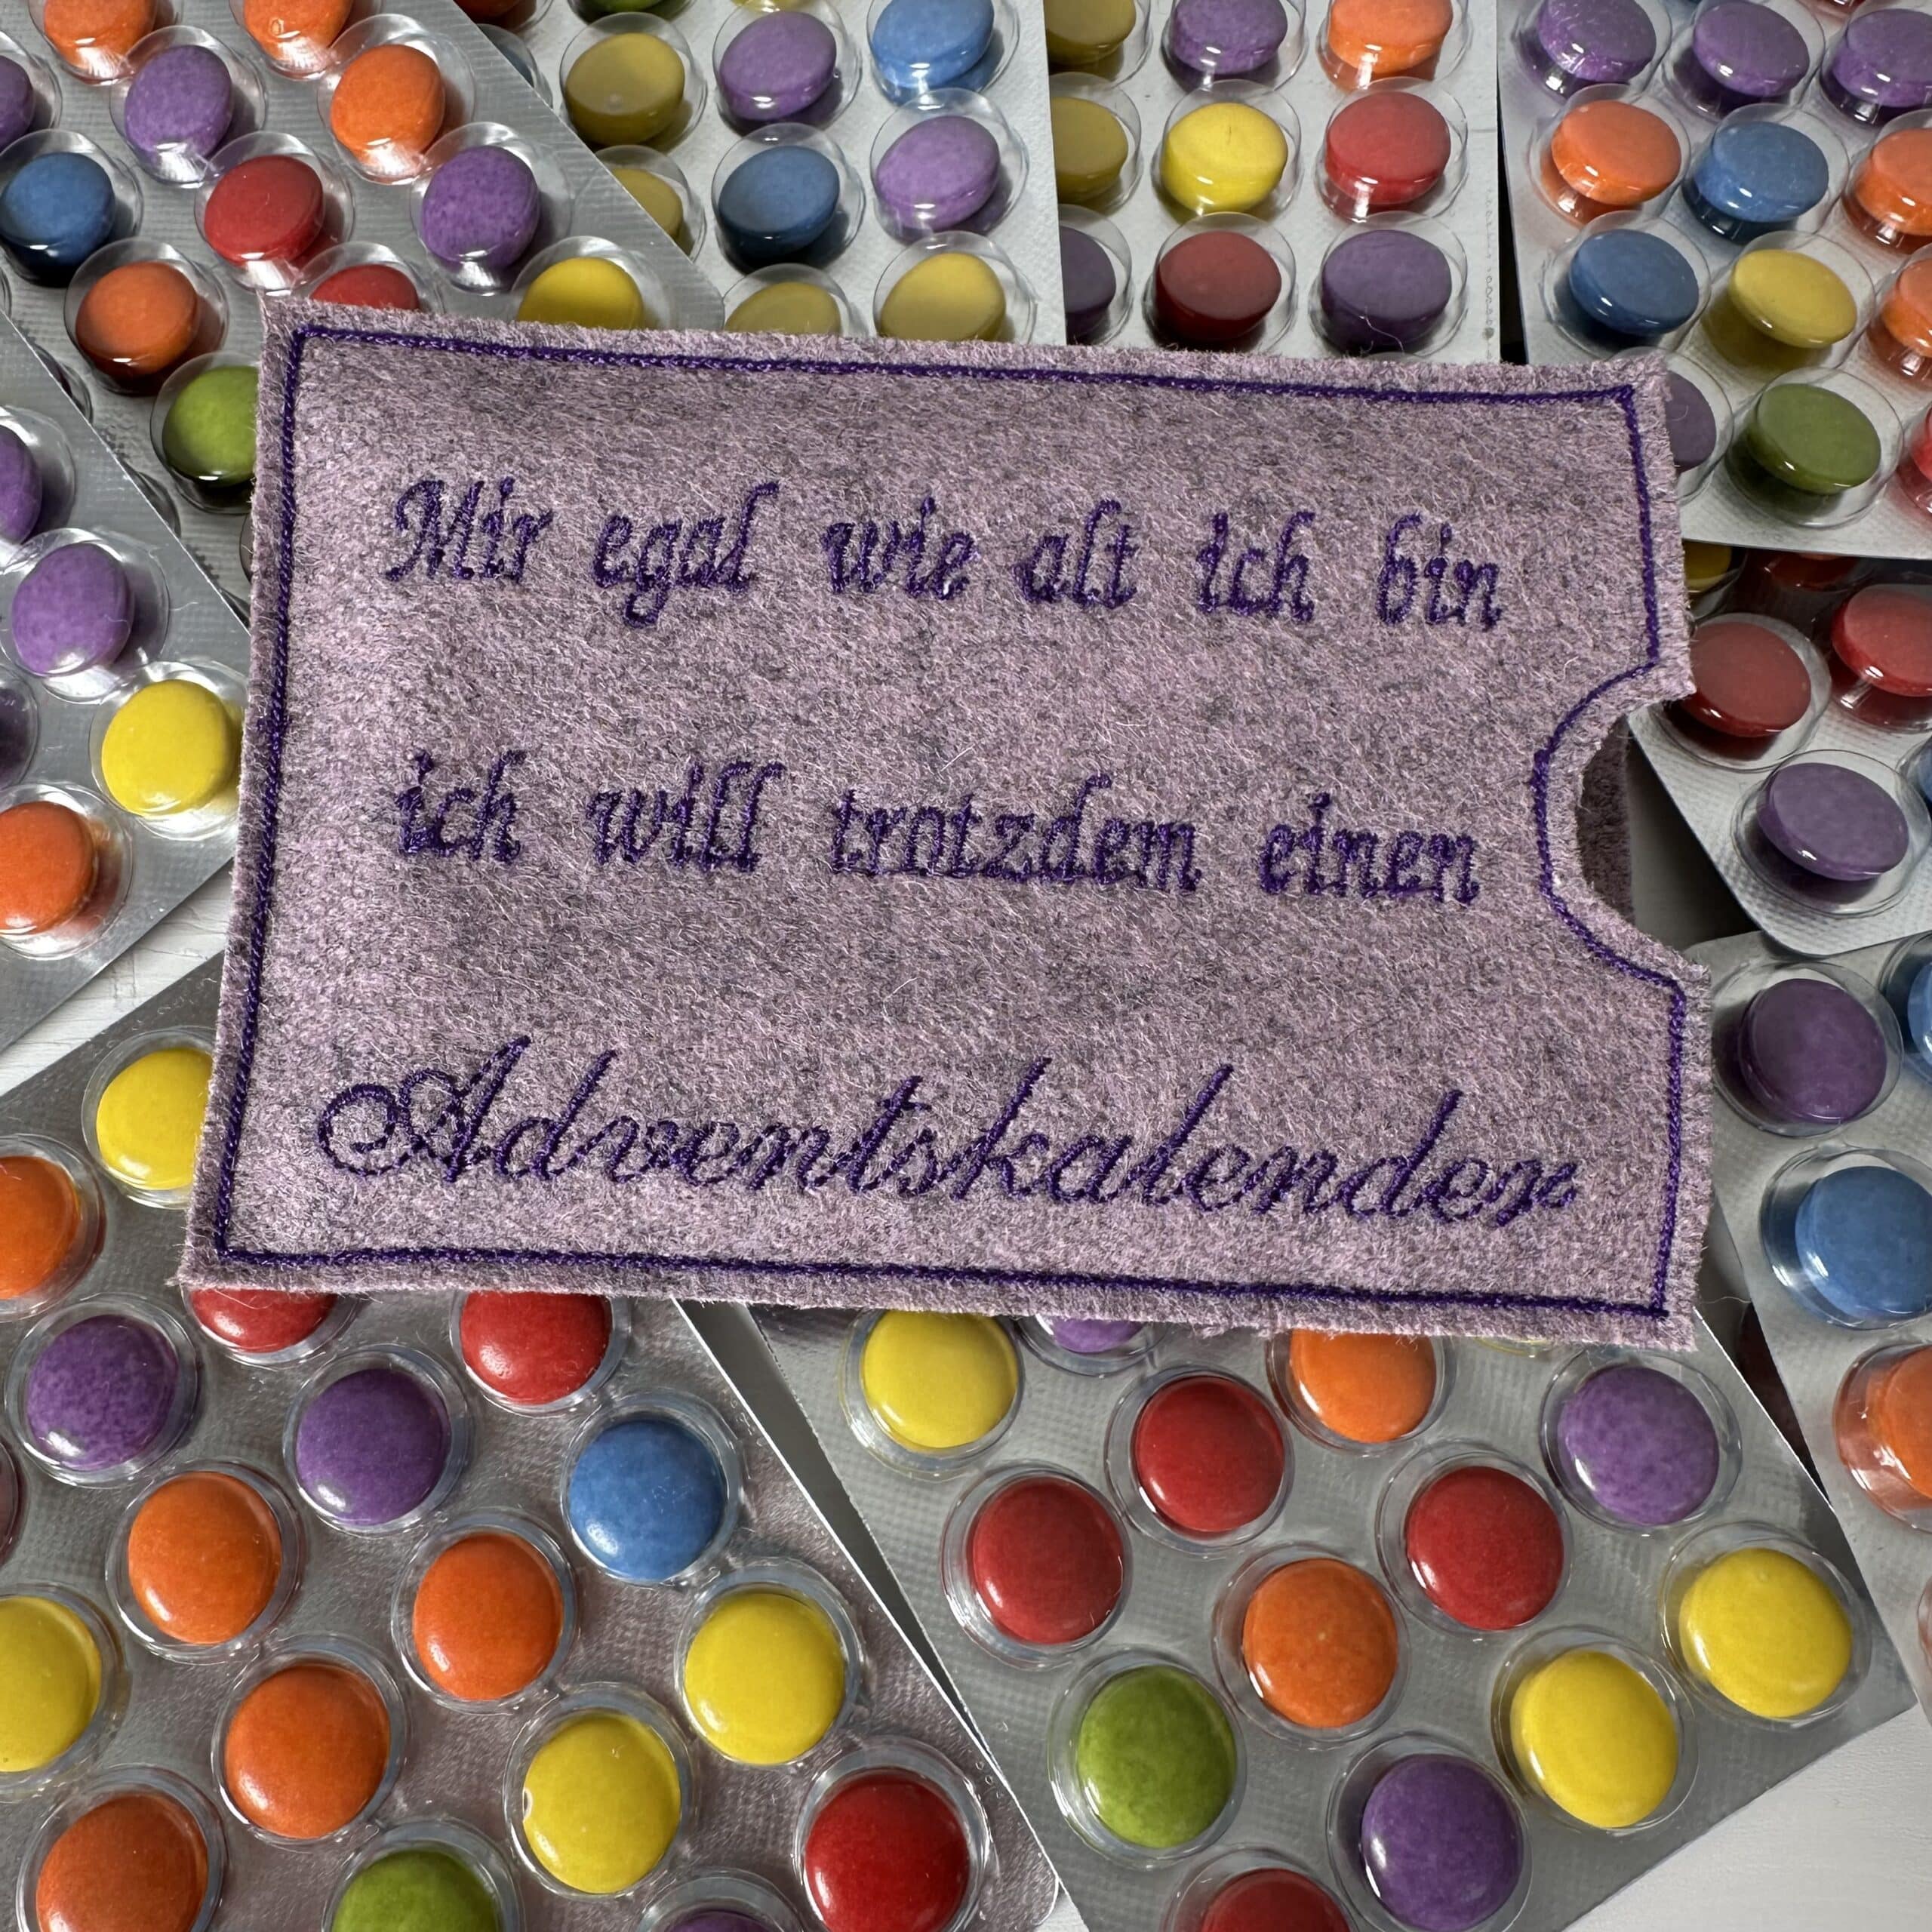 Mir egal wie alt ich bin
ich will trotzdem einen
Adventskalender